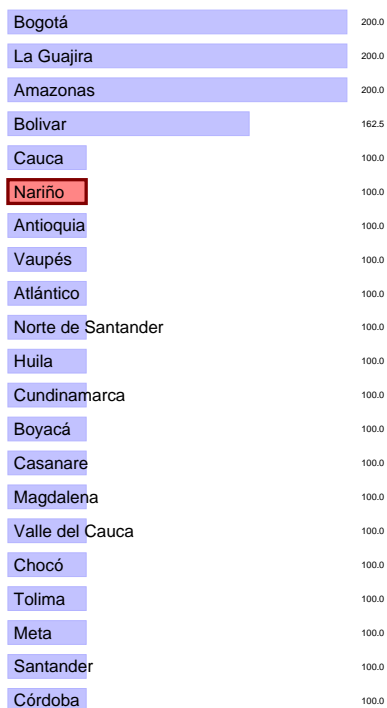 Bogotá 200.0
La Guajira 200.0
Amazonas 200.0
Bolivar 162.5
Cauca 100.0
Nariño 100.0
Antioquia 100.0
Vaupés 100.0
Atlántico 100.0
Norte de Santander 100.0
Huila 100.0
Cundinamarca 100.0
Boyacá 100.0
Casanare 100.0
Magdalena 100.0
Valle del Cauca 100.0
Chocó 100.0
Tolima 100.0
Meta 100.0
Santander 100.0
Córdoba 100.0